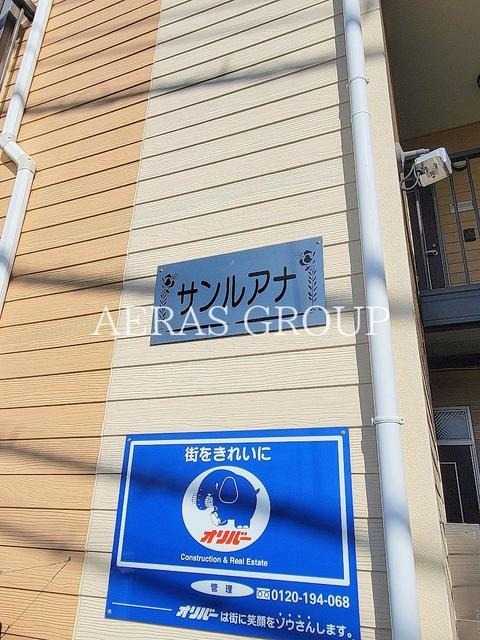 サンルアナ
AERAS GROUP
街をきれいに
オリバー
Construction & Real Estate
管理 0120-194-068
オリバーは街に笑顔をゾウさんします。